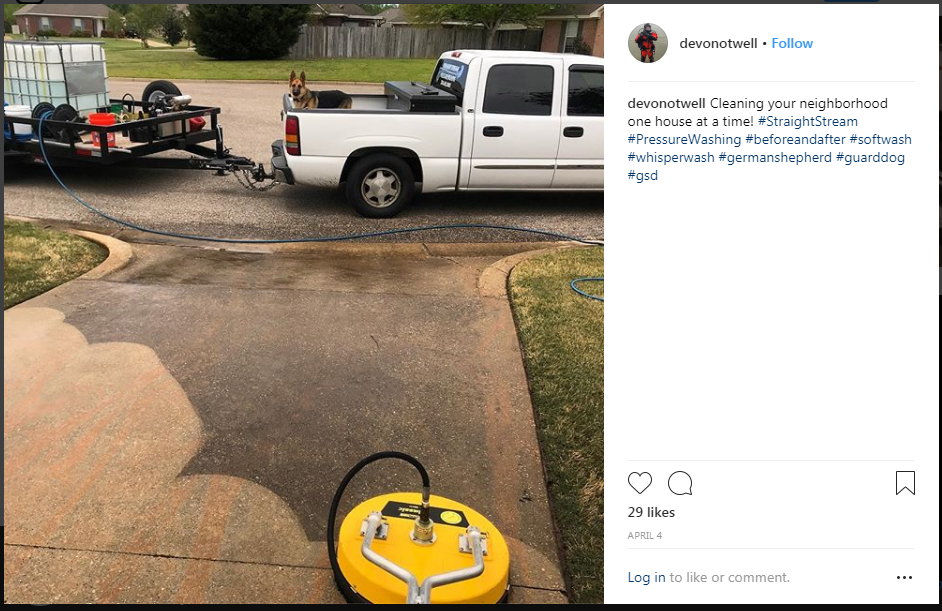 devonotwell • Follow
devonotwell Cleaning your neighborhood
one house at a time! #StraightStream
#PressureWashing #beforeandafter #softwash
#whisperwash #germanshepherd #guarddog
#gsd
29 likes
APRIL 4
Log in to like or comment.